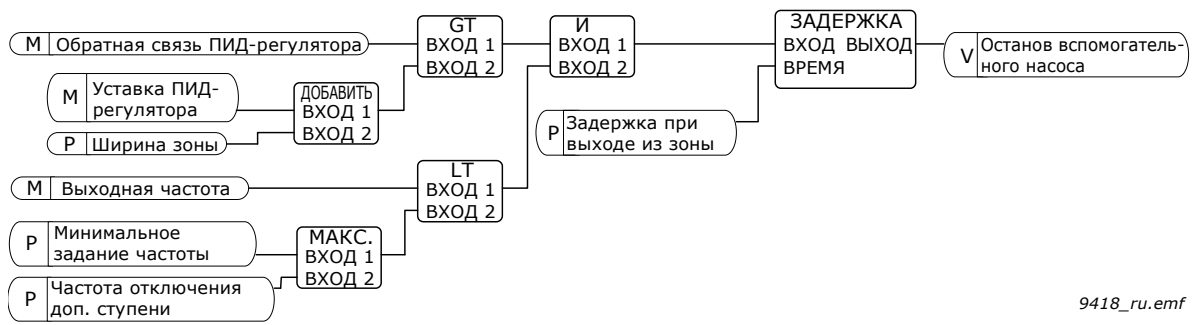 GT
И
ЗАДЕРЖКА
М Обратная связь ПИД-регулятора
ВХОД 1
ВХОД 2
ВХОД 1
ВХОД 2
ВХОД ВЫХОД
ВРЕМЯ
V Останов вспомогатель-
ного насоса
М Уставка ПИД-
регулятора
ДОБАВИТЬ
ВХОД 1
ВХОД 2
Р Ширина зоны
Р Задержка при
выходе из зоны
LT
М Выходная частота
ВХОД 1
ВХОД 2
Р Минимальное
задание частоты
МАКС.
ВХОД 1
ВХОД 2
Р Частота отключения
доп. ступени
9418_ru.emf